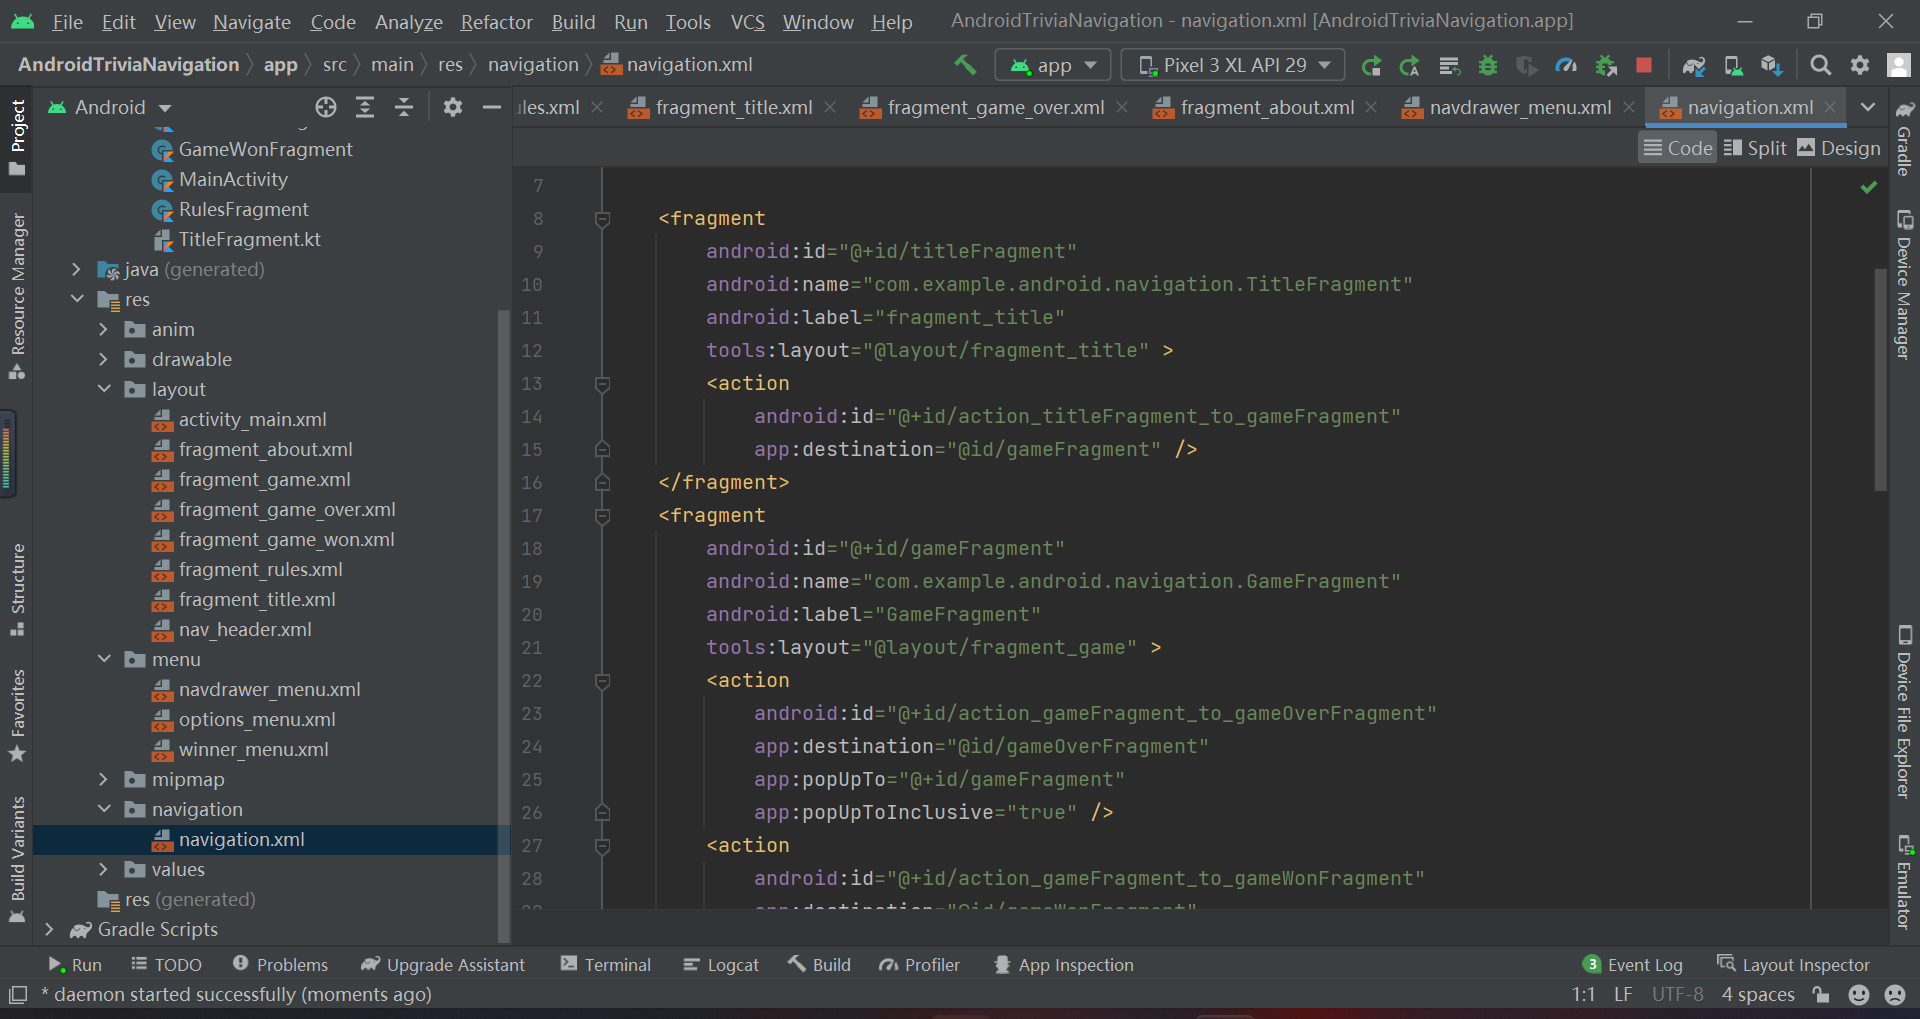 File Edit View Navigate Code Analyze Refactor Build Run Tools VCS Window Help AndroidTriviaNavigation - navigation.xml [AndroidTriviaNavigation.app]
AndroidTriviaNavigation app src main res navigation navigation.xml app Pixel 3 XL API 29
Android
les.xml fragment_title.xml fragment_game_over.xml fragment_about.xml navdrawer_menu.xml navigation.xml
Code Split Design
Project
Resource Manager
Structure
Favorites
Build Variants
GameWonFragment
MainActivity
RulesFragment
TitleFragment.kt
java (generated)
res
anim
drawable
layout
activity_main.xml
fragment_about.xml
fragment_game.xml
fragment_game_over.xml
fragment_game_won.xml
fragment_rules.xml
fragment_title.xml
nav_header.xml
menu
navdrawer_menu.xml
options_menu.xml
winner_menu.xml
mipmap
navigation
navigation.xml
values
res (generated)
Gradle Scripts
7
8 <fragment
9 android:id="@+id/titleFragment"
10 android:name="com.example.android.navigation.TitleFragment"
11 android:label="fragment_title"
12 tools:layout="@layout/fragment_title" >
13 <action
14 android:id="@+id/action_titleFragment_to_gameFragment"
15 app:destination="@id/gameFragment" />
16 </fragment>
17 <fragment
18 android:id="@+id/gameFragment"
19 android:name="com.example.android.navigation.GameFragment"
20 android:label="GameFragment"
21 tools:layout="@layout/fragment_game" >
22 <action
23 android:id="@+id/action_gameFragment_to_gameOverFragment"
24 app:destination="@id/gameOverFragment"
25 app:popUpTo="@+id/gameFragment"
26 app:popUpToInclusive="true" />
27 <action
28 android:id="@+id/action_gameFragment_to_gameWonFragment"
app:destination="@id/gameWonFragment"
Gradle
Device Manager
Device File Explorer
Emulator
Run TODO Problems Upgrade Assistant Terminal Logcat Build Profiler App Inspection 3 Event Log Layout Inspector
* daemon started successfully (moments ago) 1:1 LF UTF-8 4 spaces